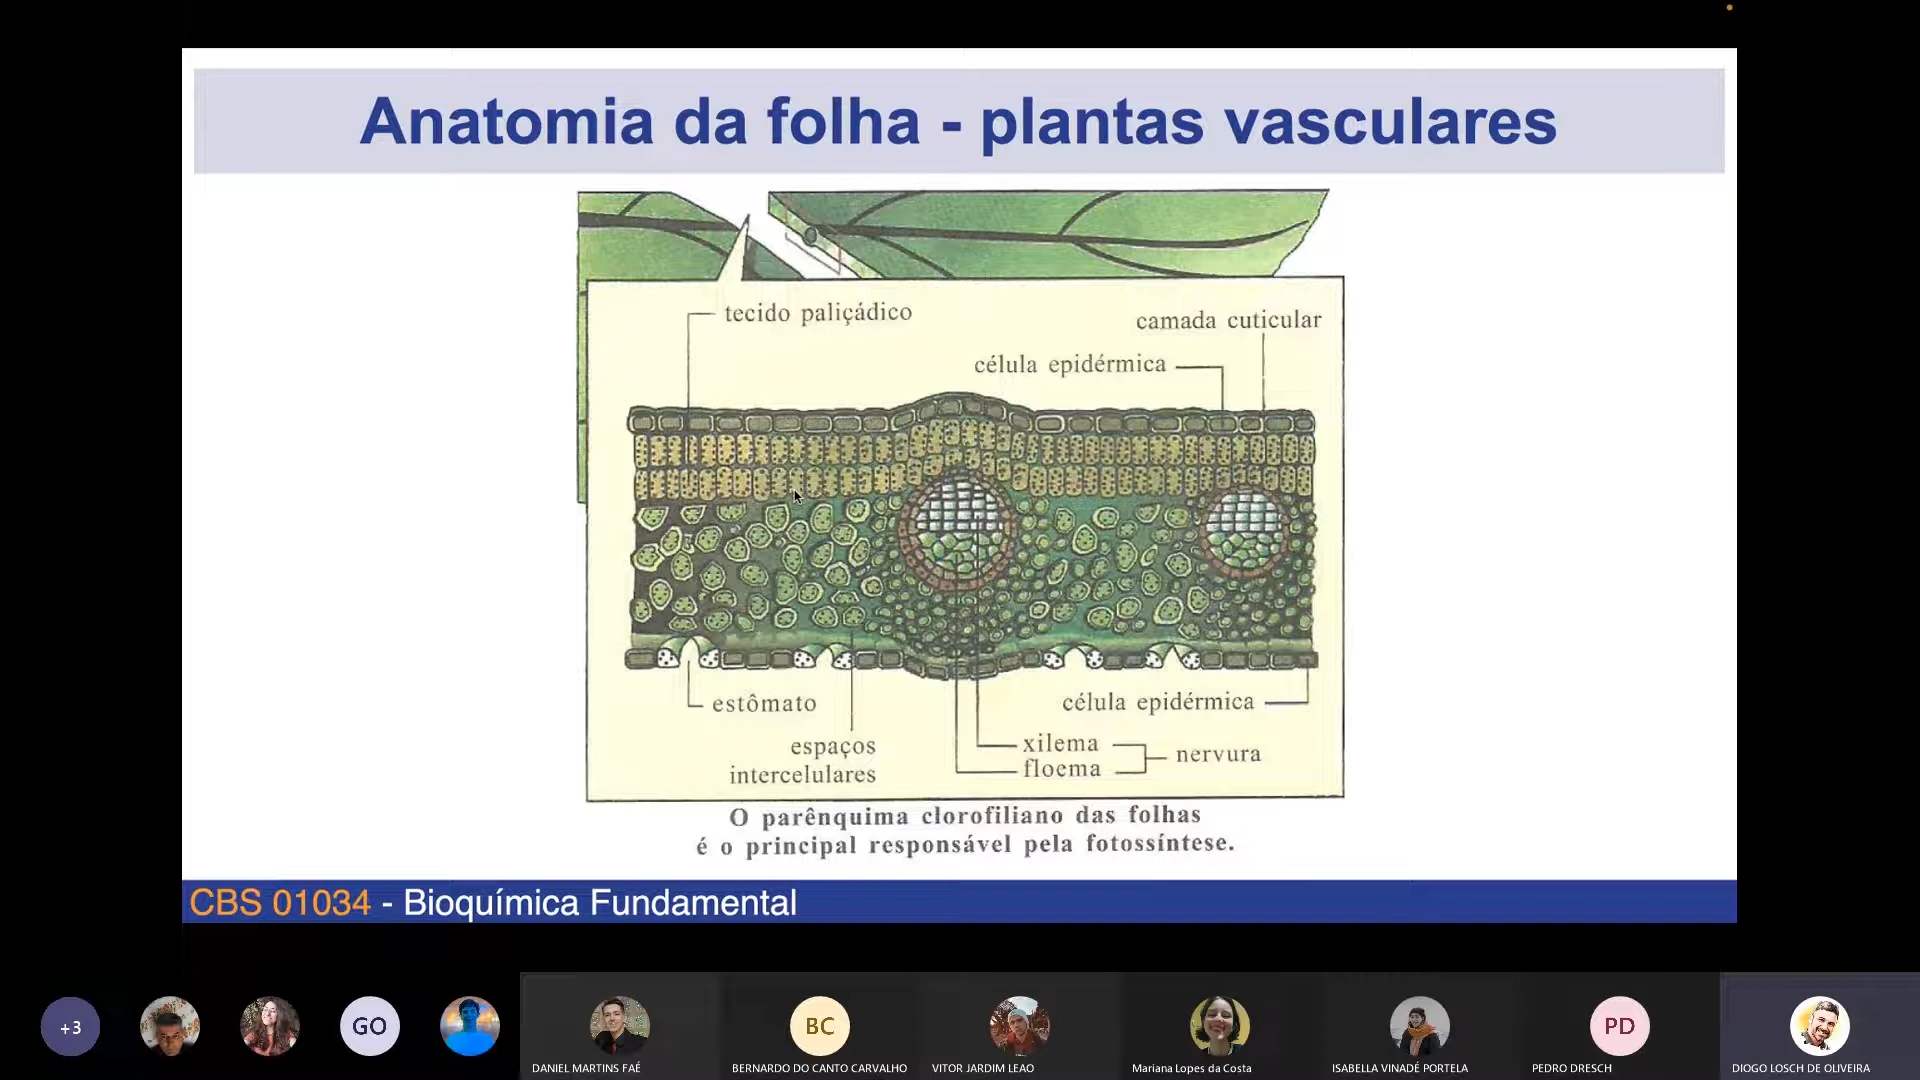 Anatomia da folha - plantas vasculares
tecido paliçádico
camada cuticular
célula epidérmica
estômato
célula epidérmica
espaços
intercelulares
xilema
floema
nervura
O parênquima clorofiliano das folhas
é o principal responsável pela fotossíntese.
CBS 01034 - Bioquímica Fundamental
+3
GO
BC
PD
DANIEL MARTINS FAÉ
BERNARDO DO CANTO CARVALHO
VITOR JARDIM LEAO
Mariana Lopes da Costa
ISABELLA VINADÉ PORTELA
PEDRO DRESCH
DIOGO LOSCH DE OLIVEIRA